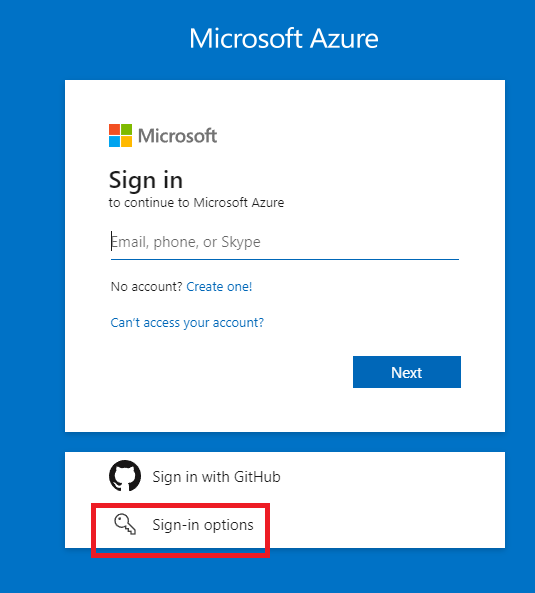 Microsoft Azure
Microsoft
Sign in
to continue to Microsoft Azure
Email, phone, or Skype
No account? Create one!
Can't access your account?
Next
Sign in with GitHub
Sign-in options